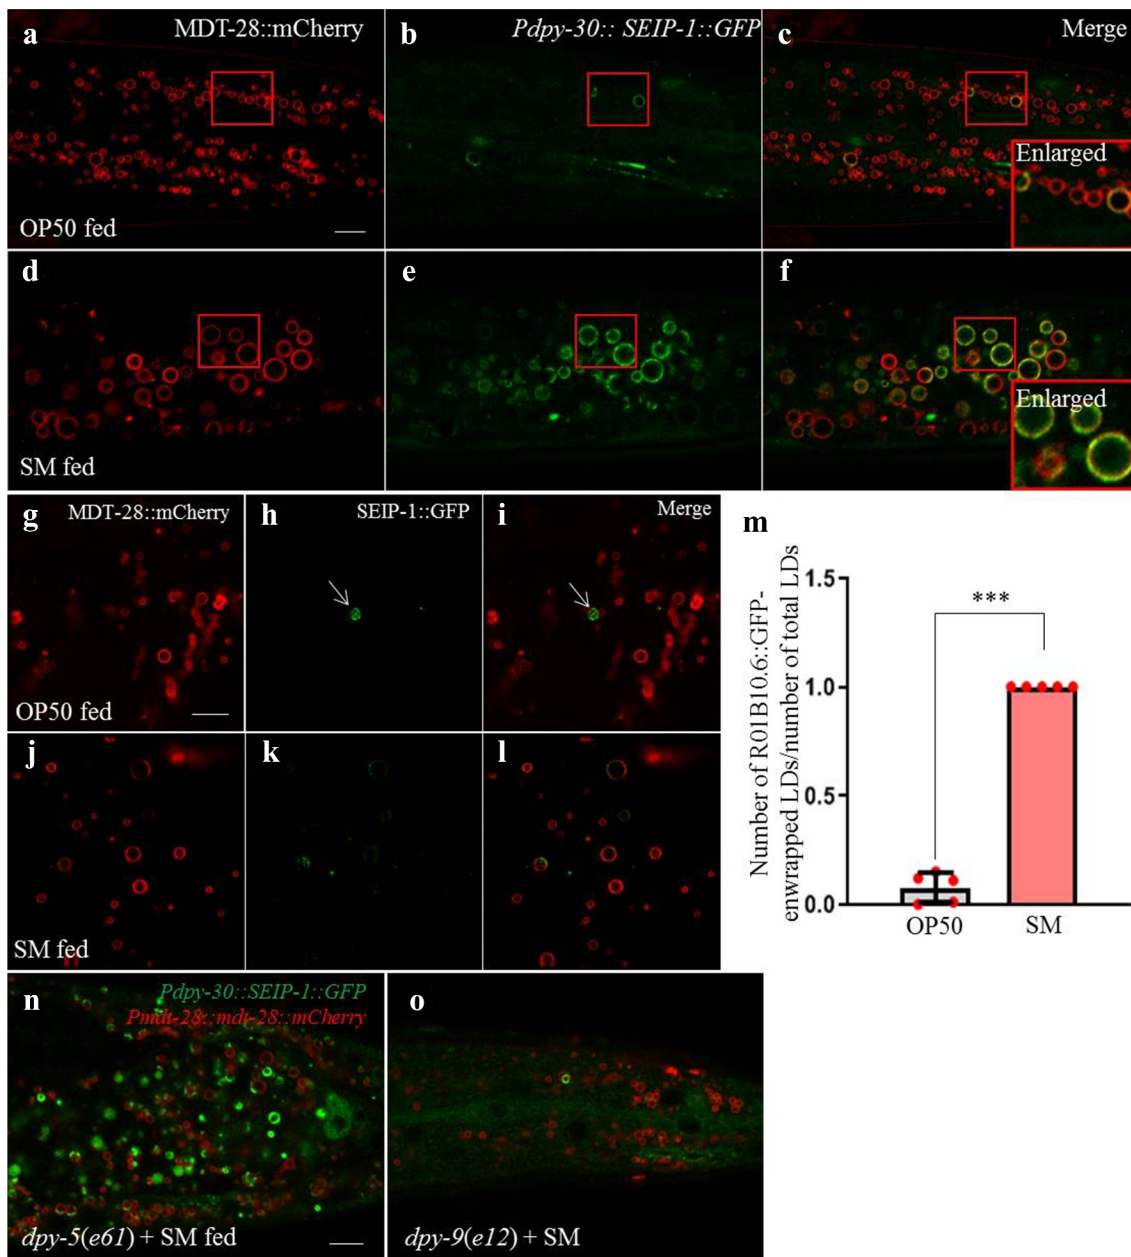 a
MDT-28::mCherry
b
Pdpy-30:: SEIP-1::GFP
c
Merge
Enlarged
OP50 fed
d
e
f
Enlarged
SM fed
g
MDT-28::mCherry
h
SEIP-1::GFP
i
Merge
OP50 fed
j
k
l
SM fed
m
Number of R01B10.6::GFP-
enwrapped LDs/number of total LDs
1.5
1.0
0.5
0.0
***
OP50
SM
n
Pdpy-30::SEIP-1::GFP
Pmdt-28::mdt-28::mCherry
dpy-5(e61) + SM fed
o
dpy-9(e12) + SM